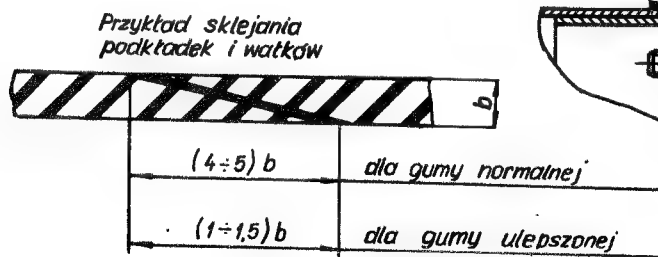 Przykład sklejania
podkładek i wałków
b
(4÷5) b dla gumy normalnej
(1÷1,5) b dla gumy ulepszonej